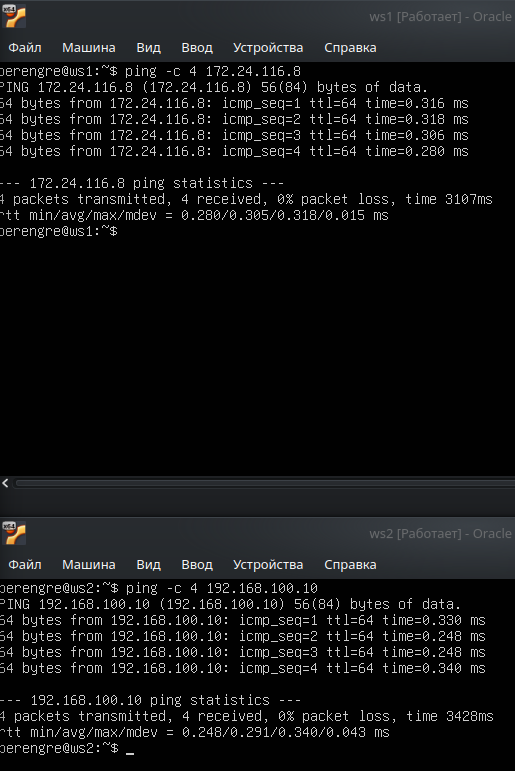 x64
ws1 [Работает] - Oracle
Файл Машина Вид Ввод Устройства Справка
berengre@ws1:~$ ping -c 4 172.24.116.8
PING 172.24.116.8 (172.24.116.8) 56(84) bytes of data.
64 bytes from 172.24.116.8: icmp_seq=1 ttl=64 time=0.316 ms
64 bytes from 172.24.116.8: icmp_seq=2 ttl=64 time=0.318 ms
64 bytes from 172.24.116.8: icmp_seq=3 ttl=64 time=0.306 ms
64 bytes from 172.24.116.8: icmp_seq=4 ttl=64 time=0.280 ms
--- 172.24.116.8 ping statistics ---
4 packets transmitted, 4 received, 0% packet loss, time 3107ms
rtt min/avg/max/mdev = 0.280/0.305/0.318/0.015 ms
berengre@ws1:~$
x64
ws2 [Работает] - Oracle
Файл Машина Вид Ввод Устройства Справка
berengre@ws2:~$ ping -c 4 192.168.100.10
PING 192.168.100.10 (192.168.100.10) 56(84) bytes of data.
64 bytes from 192.168.100.10: icmp_seq=1 ttl=64 time=0.330 ms
64 bytes from 192.168.100.10: icmp_seq=2 ttl=64 time=0.248 ms
64 bytes from 192.168.100.10: icmp_seq=3 ttl=64 time=0.248 ms
64 bytes from 192.168.100.10: icmp_seq=4 ttl=64 time=0.340 ms
--- 192.168.100.10 ping statistics ---
4 packets transmitted, 4 received, 0% packet loss, time 3428ms
rtt min/avg/max/mdev = 0.248/0.291/0.340/0.043 ms
berengre@ws2:~$ _